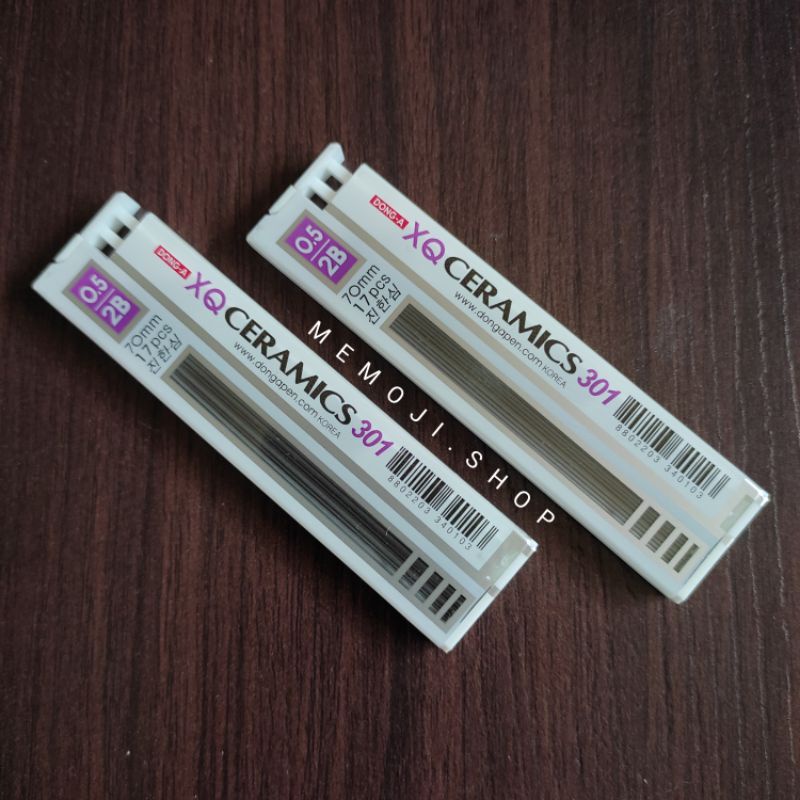 0.5
2B
70mm
17pcs
진한심
DONG-A
XQ CERAMICS 301
www.dongapen.com KOREA
8802203 340103
MEMOJI.SHOP
0.5
2B
70mm
17pcs
진한심
DONG-A
XQ CERAMICS 301
www.dongapen.com KOREA
8802203 340103